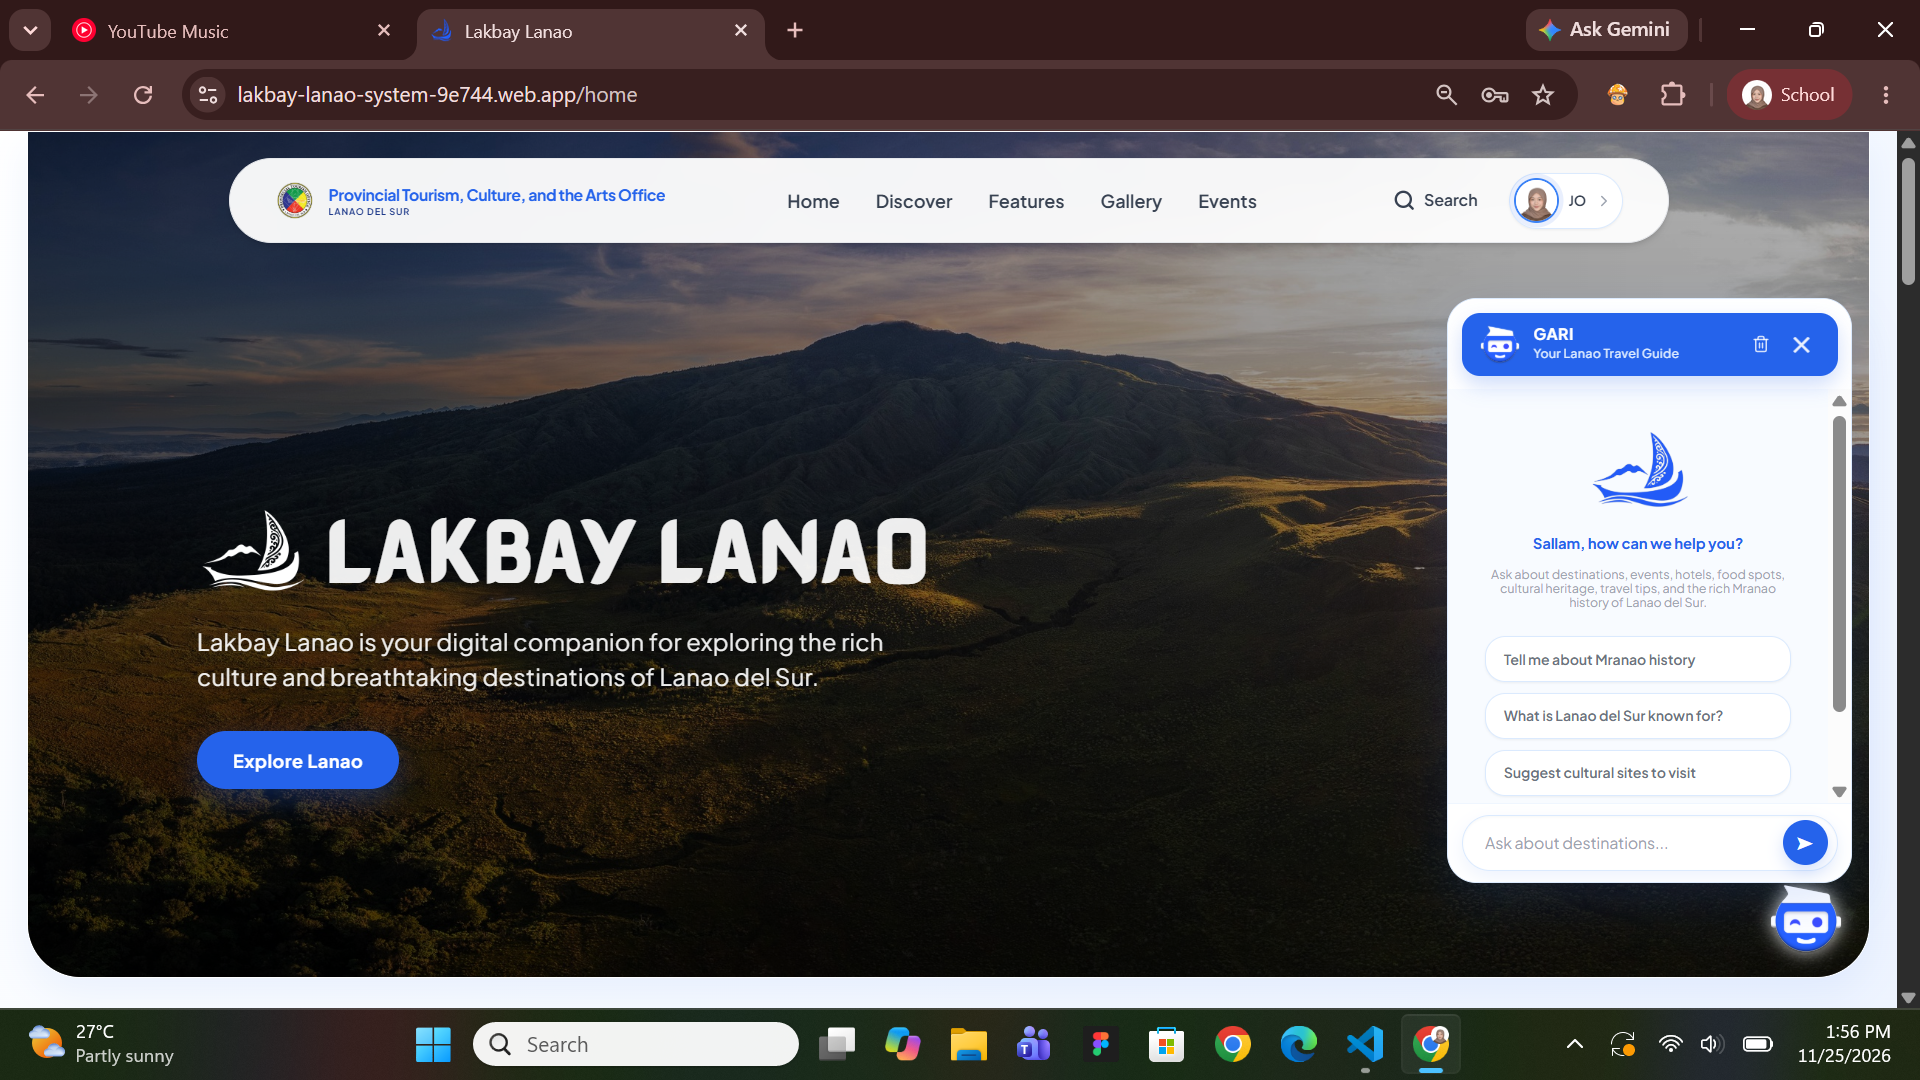 YouTube Music
Lakbay Lanao
Ask Gemini
lakbay-lanao-system-9e744.web.app/home
School
Provincial Tourism, Culture, and the Arts Office
LANAO DEL SUR
Home
Discover
Features
Gallery
Events
Search
JO
LAKBAY LANAO
Lakbay Lanao is your digital companion for exploring the rich
culture and breathtaking destinations of Lanao del Sur.
Explore Lanao
GARI
Your Lanao Travel Guide
Sallam, how can we help you?
Ask about destinations, events, hotels, food spots,
cultural heritage, travel tips, and the rich Mranao
history of Lanao del Sur.
Tell me about Mranao history
What is Lanao del Sur known for?
Suggest cultural sites to visit
Ask about destinations...
27°C
Partly sunny
Search
1:56 PM
11/25/2026